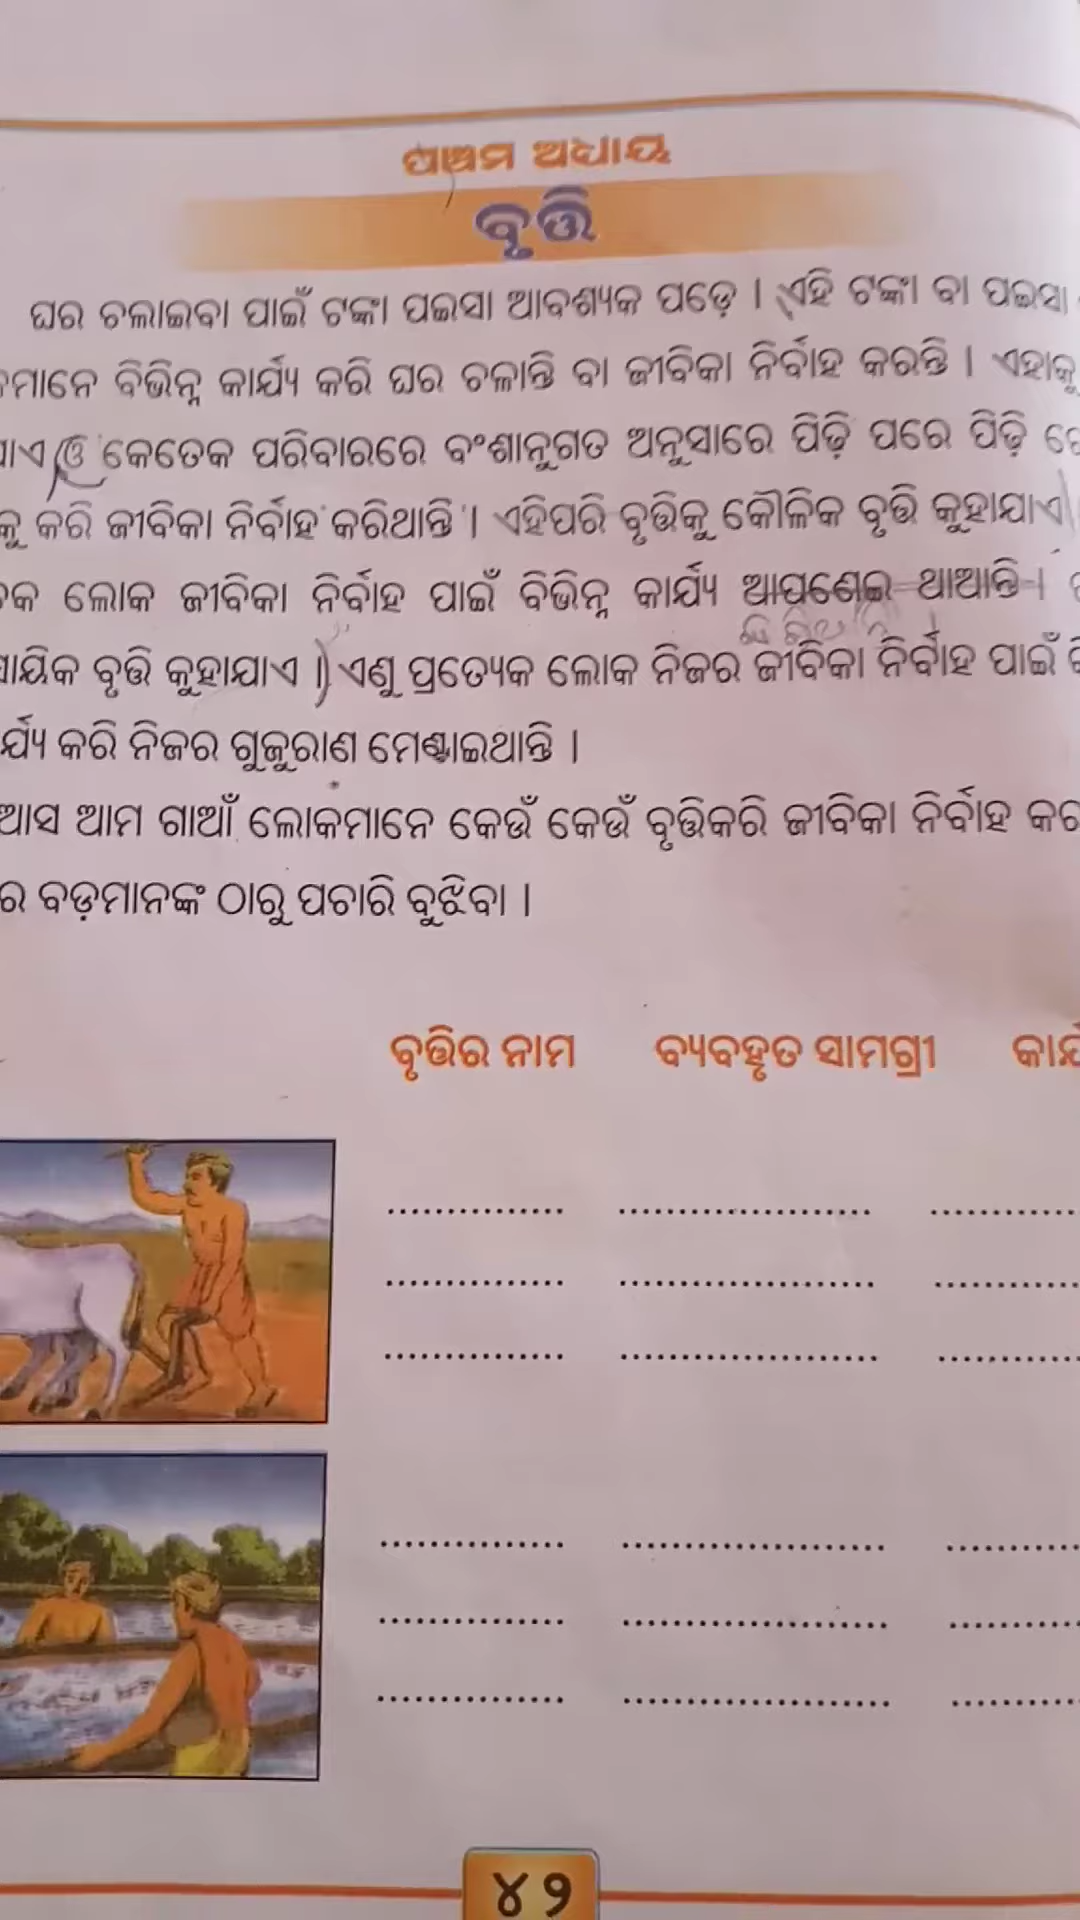 ପଞ୍ଚମ ଅଧ୍ୟାୟ
ବୃତ୍ତି
ଘର ଚଲାଇବା ପାଇଁ ଟଙ୍କା ପଇସା ଆବଶ୍ୟକ ପଡ଼େ । ଏହି ଟଙ୍କା ବା ପଇସା
ବିଭିନ୍ନ କାର୍ଯ୍ୟ କରି ଘର ଚଳାନ୍ତି ବା ଜୀବିକା ନିର୍ବାହ କରନ୍ତି । ଏହାକୁ
କେତେକ ପରିବାରରେ ବଂଶାନୁଗତ ଅନୁସାରେ ପିଢ଼ି ପରେ ପିଢ଼ି
କରି ଜୀବିକା ନିର୍ବାହ କରିଥାନ୍ତି । ଏହିପରି ବୃତ୍ତିକୁ କୌଳିକ ବୃତ୍ତି କୁହାଯାଏ
ଲୋକ ଜୀବିକା ନିର୍ବାହ ପାଇଁ ବିଭିନ୍ନ କାର୍ଯ୍ୟ ଆପଣେଇ ଥାଆନ୍ତି ।
ବୃତ୍ତି କୁହାଯାଏ । ଏଣୁ ପ୍ରତ୍ୟେକ ଲୋକ ନିଜର ଜୀବିକା ନିର୍ବାହ ପାଇଁ
କରି ନିଜର ଗୁଜୁରାଣ ମେଣ୍ଟାଇଥାନ୍ତି ।
ଆସ ଆମ ଗାଆଁ ଲୋକମାନେ କେଉଁ କେଉଁ ବୃତ୍ତିକରି ଜୀବିକା ନିର୍ବାହ
ବଡ଼ମାନଙ୍କ ଠାରୁ ପଚାରି ବୁଝିବା ।
ବୃତ୍ତିର ନାମ ବ୍ୟବହୃତ ସାମଗ୍ରୀ
୪୨